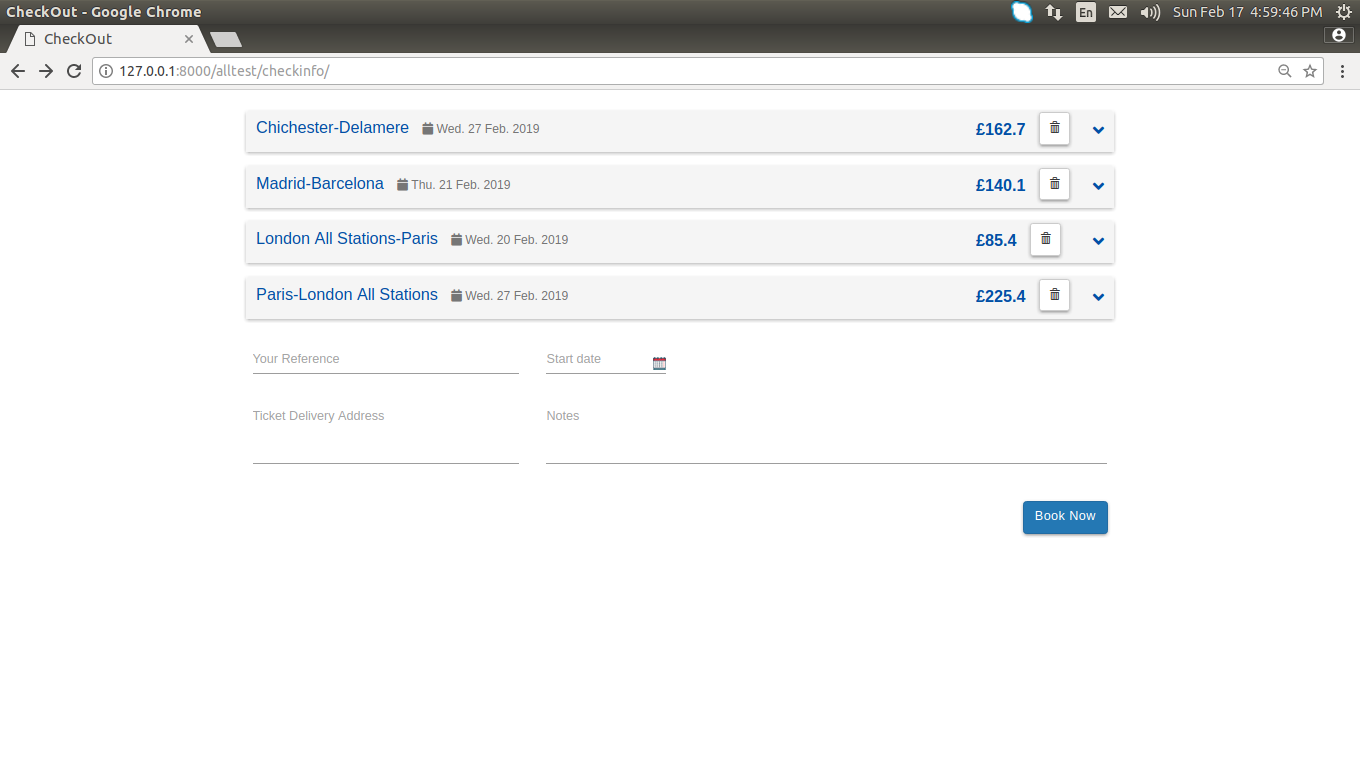 CheckOut - Google Chrome
En
Sun Feb 17 4:59:46 PM
CheckOut
127.0.0.1:8000/alltest/checkinfo/
Chichester-Delamere Wed. 27 Feb. 2019 £162.7
Madrid-Barcelona Thu. 21 Feb. 2019 £140.1
London All Stations-Paris Wed. 20 Feb. 2019 £85.4
Paris-London All Stations Wed. 27 Feb. 2019 £225.4
Your Reference Start date
Ticket Delivery Address Notes
Book Now